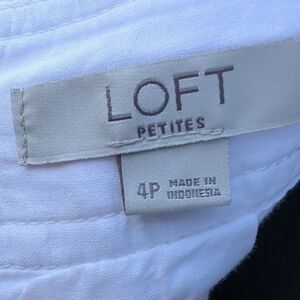 LOFT
PETITES
4P MADE IN
INDONESIA